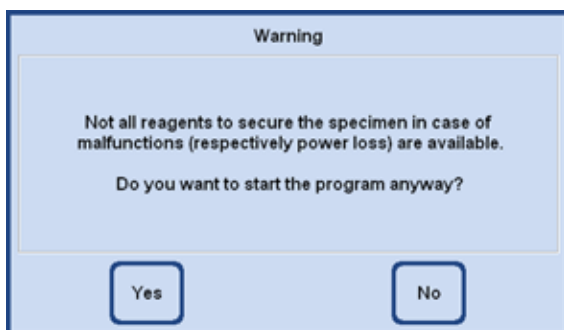 Warning
Not all reagents to secure the specimen in case of
malfunctions (respectively power loss) are available.
Do you want to start the program anyway?
Yes
No